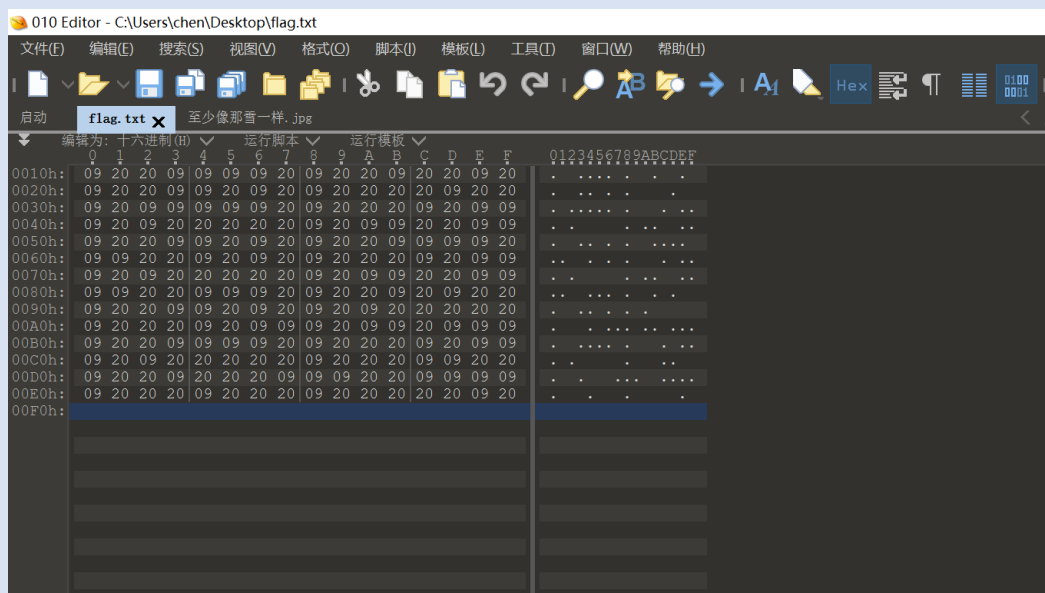 010 Editor - C:\Users\chen\Desktop\flag.txt
文件(F) 编辑(E) 搜索(S) 视图(V) 格式(O) 脚本(I) 模板(L) 工具(T) 窗口(W) 帮助(H)
Hex ¶ 0100 0001
启动 flag.txt 至少像那雪一样.jpg
编辑为: 十六进制(H) 运行脚本 运行模板
0 1 2 3 4 5 6 7 8 9 A B C D E F 0123456789ABCDEF
0010h: 09 20 20 09 09 09 09 20 09 20 20 09 20 20 09 20 . .... . . .
0020h: 09 20 20 09 20 09 09 20 09 20 20 20 20 09 20 20 . .. . .
0030h: 09 20 09 09 09 09 09 20 09 20 20 20 09 20 09 09 . ..... . . ..
0040h: 09 20 09 20 20 20 20 20 09 20 09 09 20 20 09 09 . . . .. ..
0050h: 09 20 20 09 09 20 09 20 09 20 20 09 09 09 09 20 . .. . . ....
0060h: 09 09 20 20 09 09 20 20 09 20 20 20 09 20 09 09 .. .. . . ..
0070h: 09 20 09 20 20 20 20 20 09 20 09 09 20 20 09 09 . . . .. ..
0080h: 09 09 20 20 09 09 09 20 09 20 20 09 20 09 20 20 .. ... . . .
0090h: 09 20 20 20 09 20 09 20 09 20 09 20 20 20 20 20 . . . . .
00A0h: 09 20 20 20 09 20 09 09 09 20 09 09 20 09 09 09 . . ... .. ...
00B0h: 09 20 20 09 09 09 09 20 09 20 20 20 09 20 09 09 . .... . . ..
00C0h: 09 20 09 20 20 20 20 20 09 20 20 20 09 09 20 20 . . . ..
00D0h: 09 20 20 09 20 20 20 09 09 09 20 20 09 09 09 09 . . ... ....
00E0h: 09 20 20 20 09 20 20 20 09 20 20 20 20 20 09 20 . . . .
00F0h: